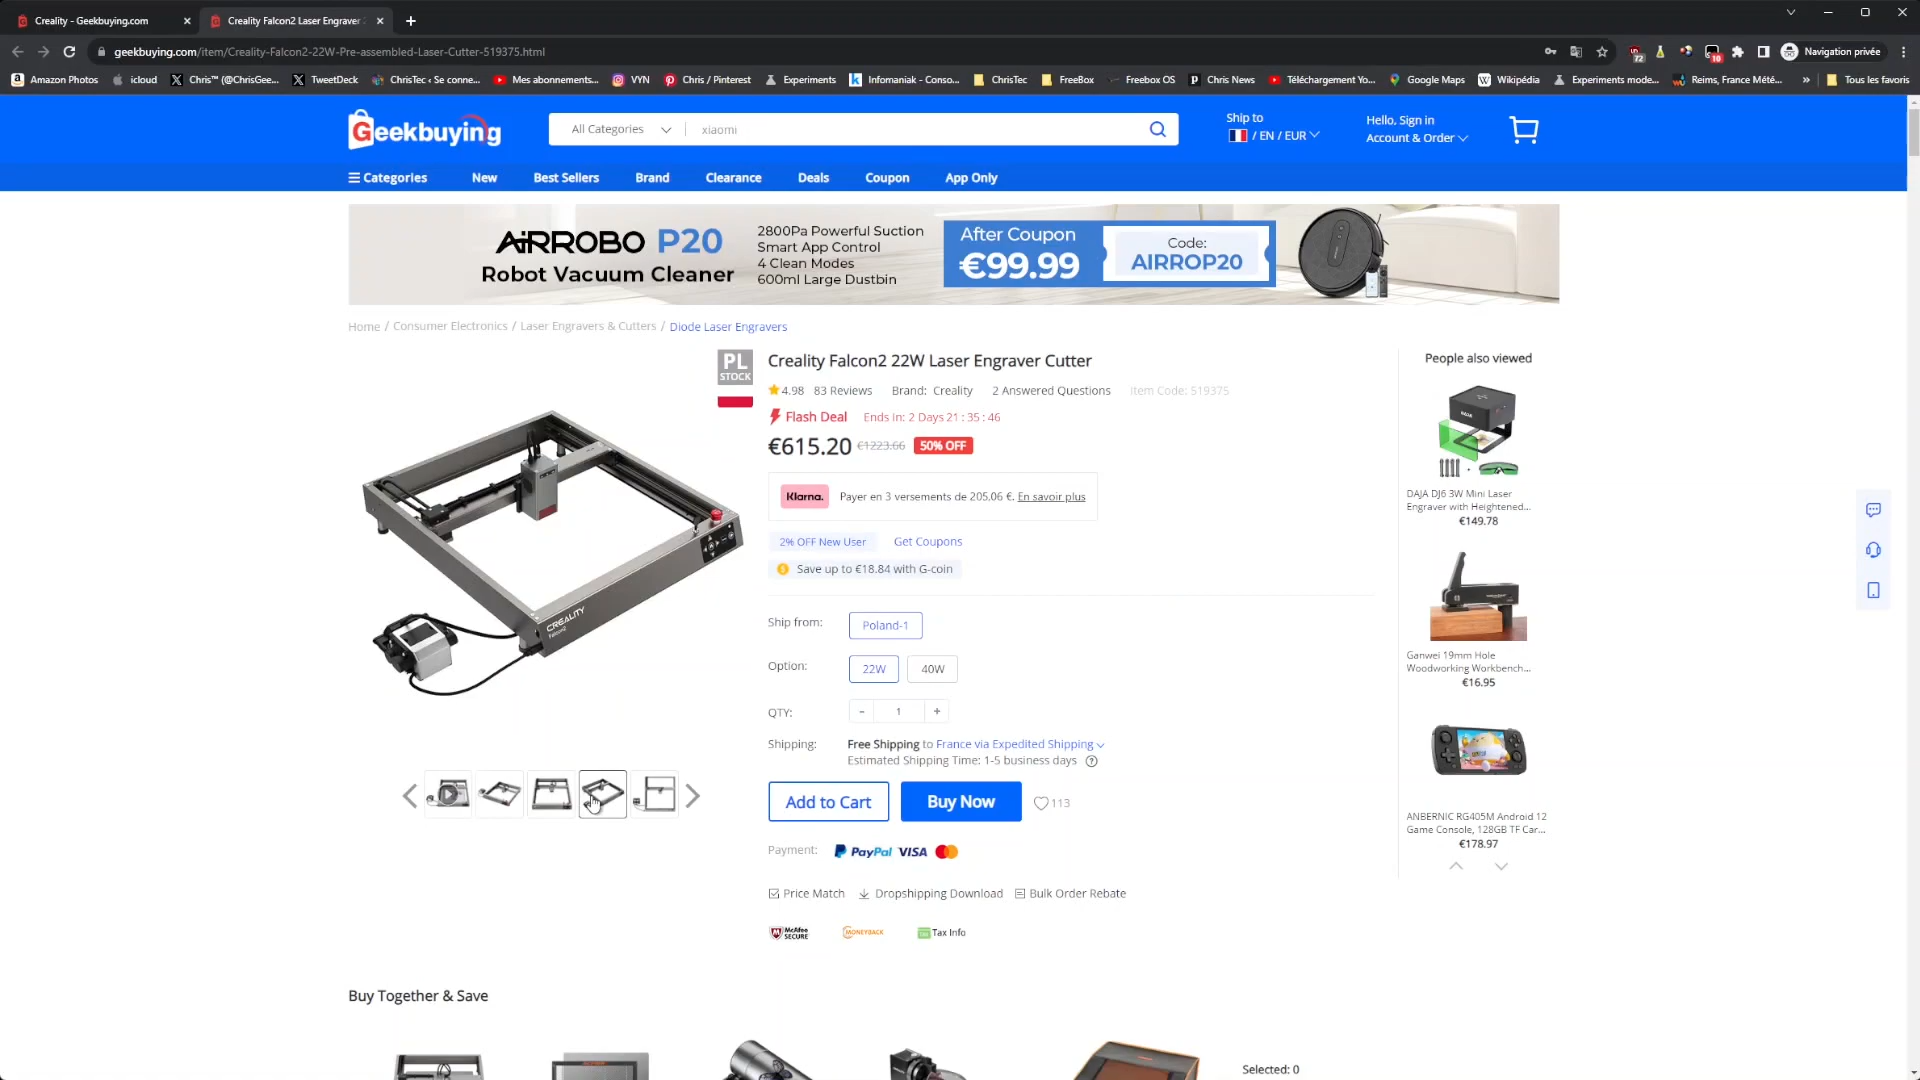 Creality - Geekbuying.com
Creality Falcon2 Laser Engraver
geekbuying.com/item/Creality-Falcon2-22W-Pre-assembled-Laser-Cutter-519375.html
72
10
Navigation privée
Amazon Photos
icloud
Chris™ (@ChrisGee...
TweetDeck
ChrisTec ‹ Se conne...
Mes abonnements...
VYN
Chris / Pinterest
Experiments
Infomaniak - Conso...
ChrisTec
FreeBox
Freebox OS
Chris News
Téléchargement Yo...
Google Maps
Wikipédia
Experiments mode...
Reims, France Mété...
»
Tous les favoris
Geekbuying
All Categories
xiaomi
Ship to
/ EN / EUR
Hello, Sign in
Account & Order
Categories
New
Best Sellers
Brand
Clearance
Deals
Coupon
App Only
AIRROBO P20
Robot Vacuum Cleaner
2800Pa Powerful Suction
Smart App Control
4 Clean Modes
600ml Large Dustbin
After Coupon
€99.99
Code:
AIRROP20
Home / Consumer Electronics / Laser Engravers & Cutters / Diode Laser Engravers
PL
STOCK
CREALITY
Falcon2
Creality Falcon2 22W Laser Engraver Cutter
4.98 83 Reviews Brand: Creality 2 Answered Questions Item Code: 519375
Flash Deal Ends In: 2 Days 21 : 35 : 46
€615.20 €1223.66 50% OFF
Klarna. Payer en 3 versements de 205,06 €. En savoir plus
2% OFF New User Get Coupons
Save up to €18.84 with G-coin
Ship from: Poland-1
Option: 22W 40W
QTY: - 1 +
Shipping: Free Shipping to France via Expedited Shipping
Estimated Shipping Time: 1-5 business days ?
Add to Cart
Buy Now
113
Payment: PayPal VISA
Price Match
Dropshipping Download
Bulk Order Rebate
McAfee
SECURE
MONEYBACK
Tax Info
People also viewed
DAJA DJ6 3W Mini Laser
Engraver with Heightened...
€149.78
Ganwei 19mm Hole
Woodworking Workbench...
€16.95
ANBERNIC RG405M Android 12
Game Console, 128GB TF Car...
€178.97
Buy Together & Save
Selected: 0